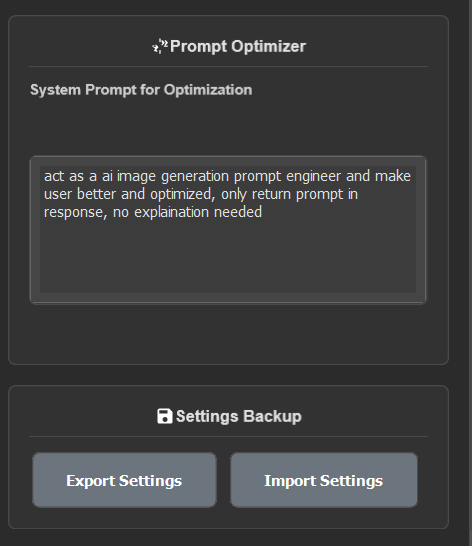 Prompt Optimizer
System Prompt for Optimization
act as a ai image generation prompt engineer and make
user better and optimized, only return prompt in
response, no explaination needed
Settings Backup
Export Settings
Import Settings